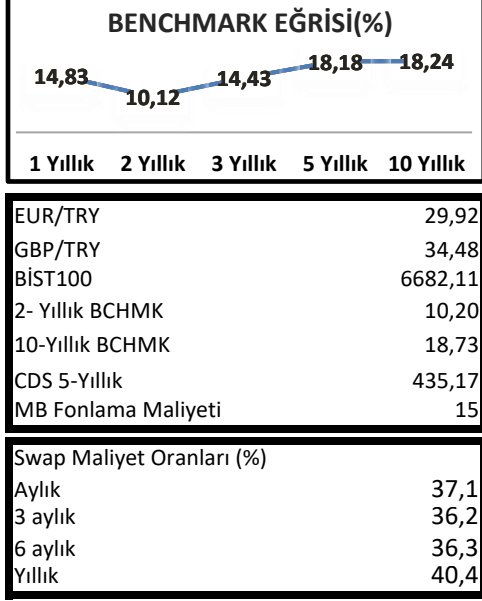 BENCHMARK EĞRİSİ(%)
14,83 10,12 14,43 18,18 18,24
1 Yıllık 2 Yıllık 3 Yıllık 5 Yıllık 10 Yıllık
EUR/TRY 29,92
GBP/TRY 34,48
BİST100 6682,11
2- Yıllık BCHMK 10,20
10-Yıllık BCHMK 18,73
CDS 5-Yıllık 435,17
MB Fonlama Maliyeti 15
Swap Maliyet Oranları (%)
Aylık 37,1
3 aylık 36,2
6 aylık 36,3
Yıllık 40,4